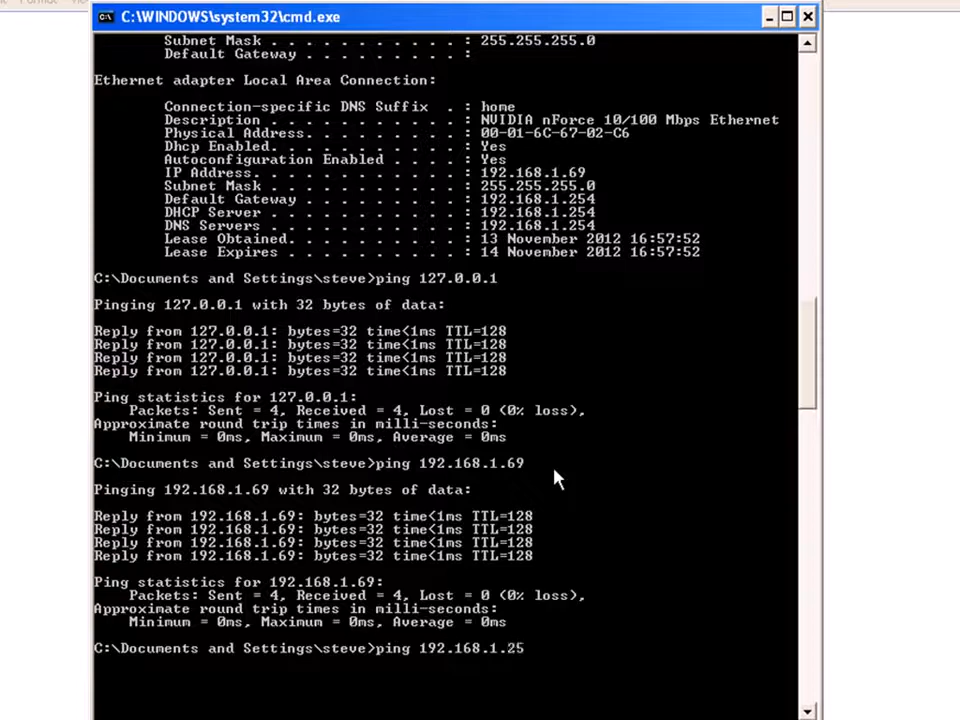 C:\WINDOWS\system32\cmd.exe
Subnet Mask . . . . . . . . . . . : 255.255.255.0
Default Gateway . . . . . . . . . :
Ethernet adapter Local Area Connection:
Connection-specific DNS Suffix  . : home
Description . . . . . . . . . . . : NVIDIA nForce 10/100 Mbps Ethernet
Physical Address. . . . . . . . . : 00-01-6C-67-02-C6
Dhcp Enabled. . . . . . . . . . . : Yes
Autoconfiguration Enabled . . . . : Yes
IP Address. . . . . . . . . . . . : 192.168.1.69
Subnet Mask . . . . . . . . . . . : 255.255.255.0
Default Gateway . . . . . . . . . : 192.168.1.254
DHCP Server . . . . . . . . . . . : 192.168.1.254
DNS Servers . . . . . . . . . . . : 192.168.1.254
Lease Obtained. . . . . . . . . . : 13 November 2012 16:57:52
Lease Expires . . . . . . . . . . : 14 November 2012 16:57:52
C:\Documents and Settings\steve>ping 127.0.0.1
Pinging 127.0.0.1 with 32 bytes of data:
Reply from 127.0.0.1: bytes=32 time<1ms TTL=128
Reply from 127.0.0.1: bytes=32 time<1ms TTL=128
Reply from 127.0.0.1: bytes=32 time<1ms TTL=128
Reply from 127.0.0.1: bytes=32 time<1ms TTL=128
Ping statistics for 127.0.0.1:
Packets: Sent = 4, Received = 4, Lost = 0 (0% loss),
Approximate round trip times in milli-seconds:
Minimum = 0ms, Maximum = 0ms, Average = 0ms
C:\Documents and Settings\steve>ping 192.168.1.69
Pinging 192.168.1.69 with 32 bytes of data:
Reply from 192.168.1.69: bytes=32 time<1ms TTL=128
Reply from 192.168.1.69: bytes=32 time<1ms TTL=128
Reply from 192.168.1.69: bytes=32 time<1ms TTL=128
Reply from 192.168.1.69: bytes=32 time<1ms TTL=128
Ping statistics for 192.168.1.69:
Packets: Sent = 4, Received = 4, Lost = 0 (0% loss),
Approximate round trip times in milli-seconds:
Minimum = 0ms, Maximum = 0ms, Average = 0ms
C:\Documents and Settings\steve>ping 192.168.1.25